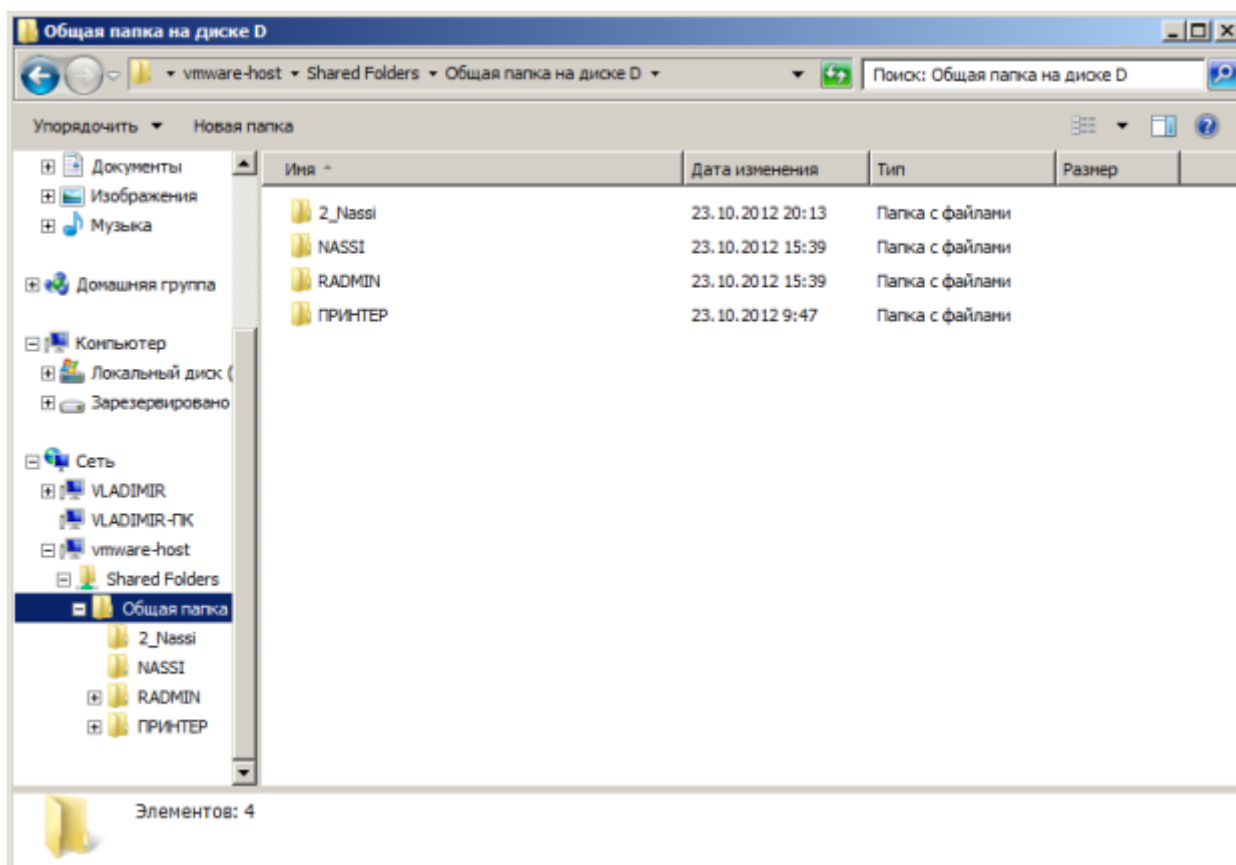 Общая папка на диске D
vmware-host Shared Folders Общая папка на диске D
Поиск: Общая папка на диске D
Упорядочить Новая папка
Документы
Изображения
Музыка
Домашняя группа
Компьютер
Локальный диск (
Зарезервировано
Сеть
VLADIMIR
VLADIMIR-ПК
vmware-host
Shared Folders
Общая папка
2_Nassi
NASSI
RADMIN
ПРИНТЕР
Имя Дата изменения Тип Размер
2_Nassi 23.10.2012 20:13 Папка с файлами
NASSI 23.10.2012 15:39 Папка с файлами
RADMIN 23.10.2012 15:39 Папка с файлами
ПРИНТЕР 23.10.2012 9:47 Папка с файлами
Элементов: 4